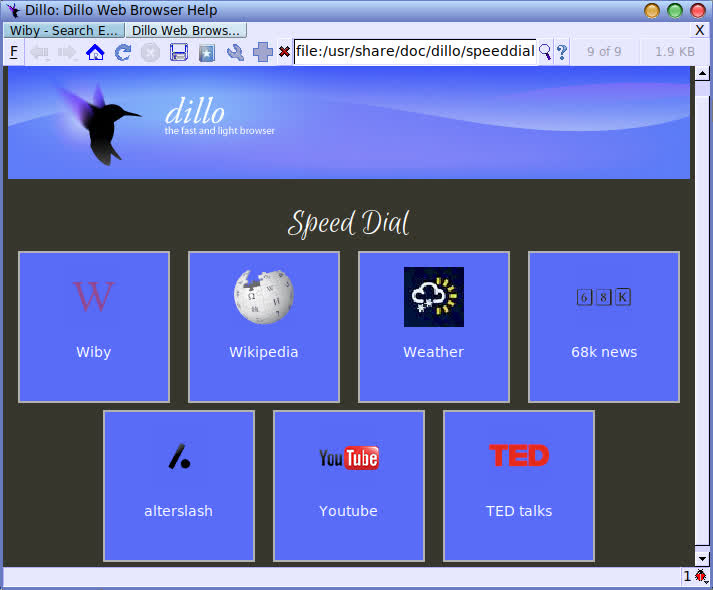 Dillo: Dillo Web Browser Help
Wiby - Search E... Dillo Web Brows... X
F file:/usr/share/doc/dillo/speeddial ? 9 of 9 1.9 KB
dillo
the fast and light browser
Speed Dial
W 6 8 K
Wiby Wikipedia Weather 68k news
/. YouTube TED
alterslash Youtube TED talks
1